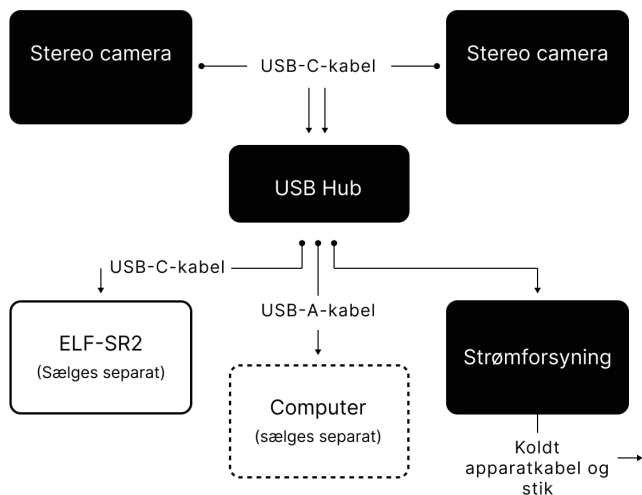 Stereo camera
USB-C-kabel
Stereo camera
USB Hub
USB-C-kabel
USB-A-kabel
ELF-SR2
(Sælges separat)
Computer
(sælges separat)
Strømforsyning
Koldt
apparatkabel og
stik